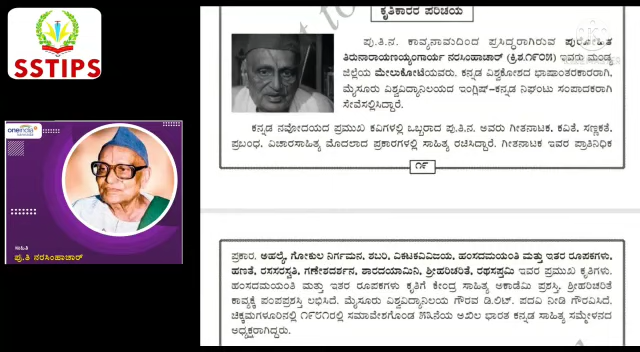 SSTIPS
oneindia
ಸಾಹಿತಿ
ಪು.ತಿ ನರಸಿಂಹಾಚಾರ್
ಕೃತಿಕಾರರ ಪರಿಚಯ
ಪು.ತಿ.ನ. ಕಾವ್ಯನಾಮದಿಂದ ಪ್ರಸಿದ್ಧರಾಗಿರುವ ಪುರೋಹಿತ
ತಿರುನಾರಾಯಣಯ್ಯಂಗಾರ್ಯ ನರಸಿಂಹಾಚಾರ್ (ಕ್ರಿ.ಶ.೧೯೦೫) ಇವರು ಮಂಡ್ಯ
ಜಿಲ್ಲೆಯ ಮೇಲುಕೋಟೆಯವರು. ಕನ್ನಡ ವಿಶ್ವಕೋಶದ ಭಾಷಾಂತರಕಾರರಾಗಿ,
ಮೈಸೂರು ವಿಶ್ವವಿದ್ಯಾನಿಲಯದ ಇಂಗ್ಲಿಷ್-ಕನ್ನಡ ನಿಘಂಟು ಸಂಪಾದಕರಾಗಿ
ಸೇವೆಸಲ್ಲಿಸಿದ್ದಾರೆ.
ಕನ್ನಡ ನವೋದಯದ ಪ್ರಮುಖ ಕವಿಗಳಲ್ಲಿ ಒಬ್ಬರಾದ ಪು.ತಿ.ನ. ಅವರು ಗೀತನಾಟಕ, ಕವಿತೆ, ಸಣ್ಣಕತೆ,
ಪ್ರಬಂಧ, ವಿಚಾರಸಾಹಿತ್ಯ ಮೊದಲಾದ ಪ್ರಕಾರಗಳಲ್ಲಿ ಸಾಹಿತ್ಯ ರಚಿಸಿದ್ದಾರೆ. ಗೀತನಾಟಕ ಇವರ ಪ್ರಾತಿನಿಧಿಕ
೧೯
ಪ್ರಕಾರ. ಅಹಲ್ಯೆ, ಗೋಕುಲ ನಿರ್ಗಮನ, ಶಬರಿ, ವಿಕಟಕವಿವಿಜಯ, ಹಂಸದಮಯಂತಿ ಮತ್ತು ಇತರ ರೂಪಕಗಳು,
ಹಣತೆ, ರಸಸರಸ್ವತಿ, ಗಣೇಶದರ್ಶನ, ಶಾರದಯಾಮಿನಿ, ಶ್ರೀಹರಿಚರಿತೆ, ರಥಸಪ್ತಮಿ ಇವರ ಪ್ರಮುಖ ಕೃತಿಗಳು.
ಹಂಸದಮಯಂತಿ ಮತ್ತು ಇತರ ರೂಪಕಗಳು ಕೃತಿಗೆ ಕೇಂದ್ರ ಸಾಹಿತ್ಯ ಅಕಾಡೆಮಿ ಪ್ರಶಸ್ತಿ, ಶ್ರೀಹರಿಚರಿತೆ
ಕಾವ್ಯಕ್ಕೆ ಪಂಪಪ್ರಶಸ್ತಿ ಲಭಿಸಿದೆ. ಮೈಸೂರು ವಿಶ್ವವಿದ್ಯಾನಿಲಯ ಗೌರವ ಡಿ.ಲಿಟ್. ಪದವಿ ನೀಡಿ ಗೌರವಿಸಿದೆ.
ಚಿಕ್ಕಮಗಳೂರಿನಲ್ಲಿ ೧೯೮೧ರಲ್ಲಿ ಸಮಾವೇಶಗೊಂಡ ೫೩ನೆಯ ಅಖಿಲ ಭಾರತ ಕನ್ನಡ ಸಾಹಿತ್ಯ ಸಮ್ಮೇಳನದ
ಅಧ್ಯಕ್ಷರಾಗಿದ್ದರು.